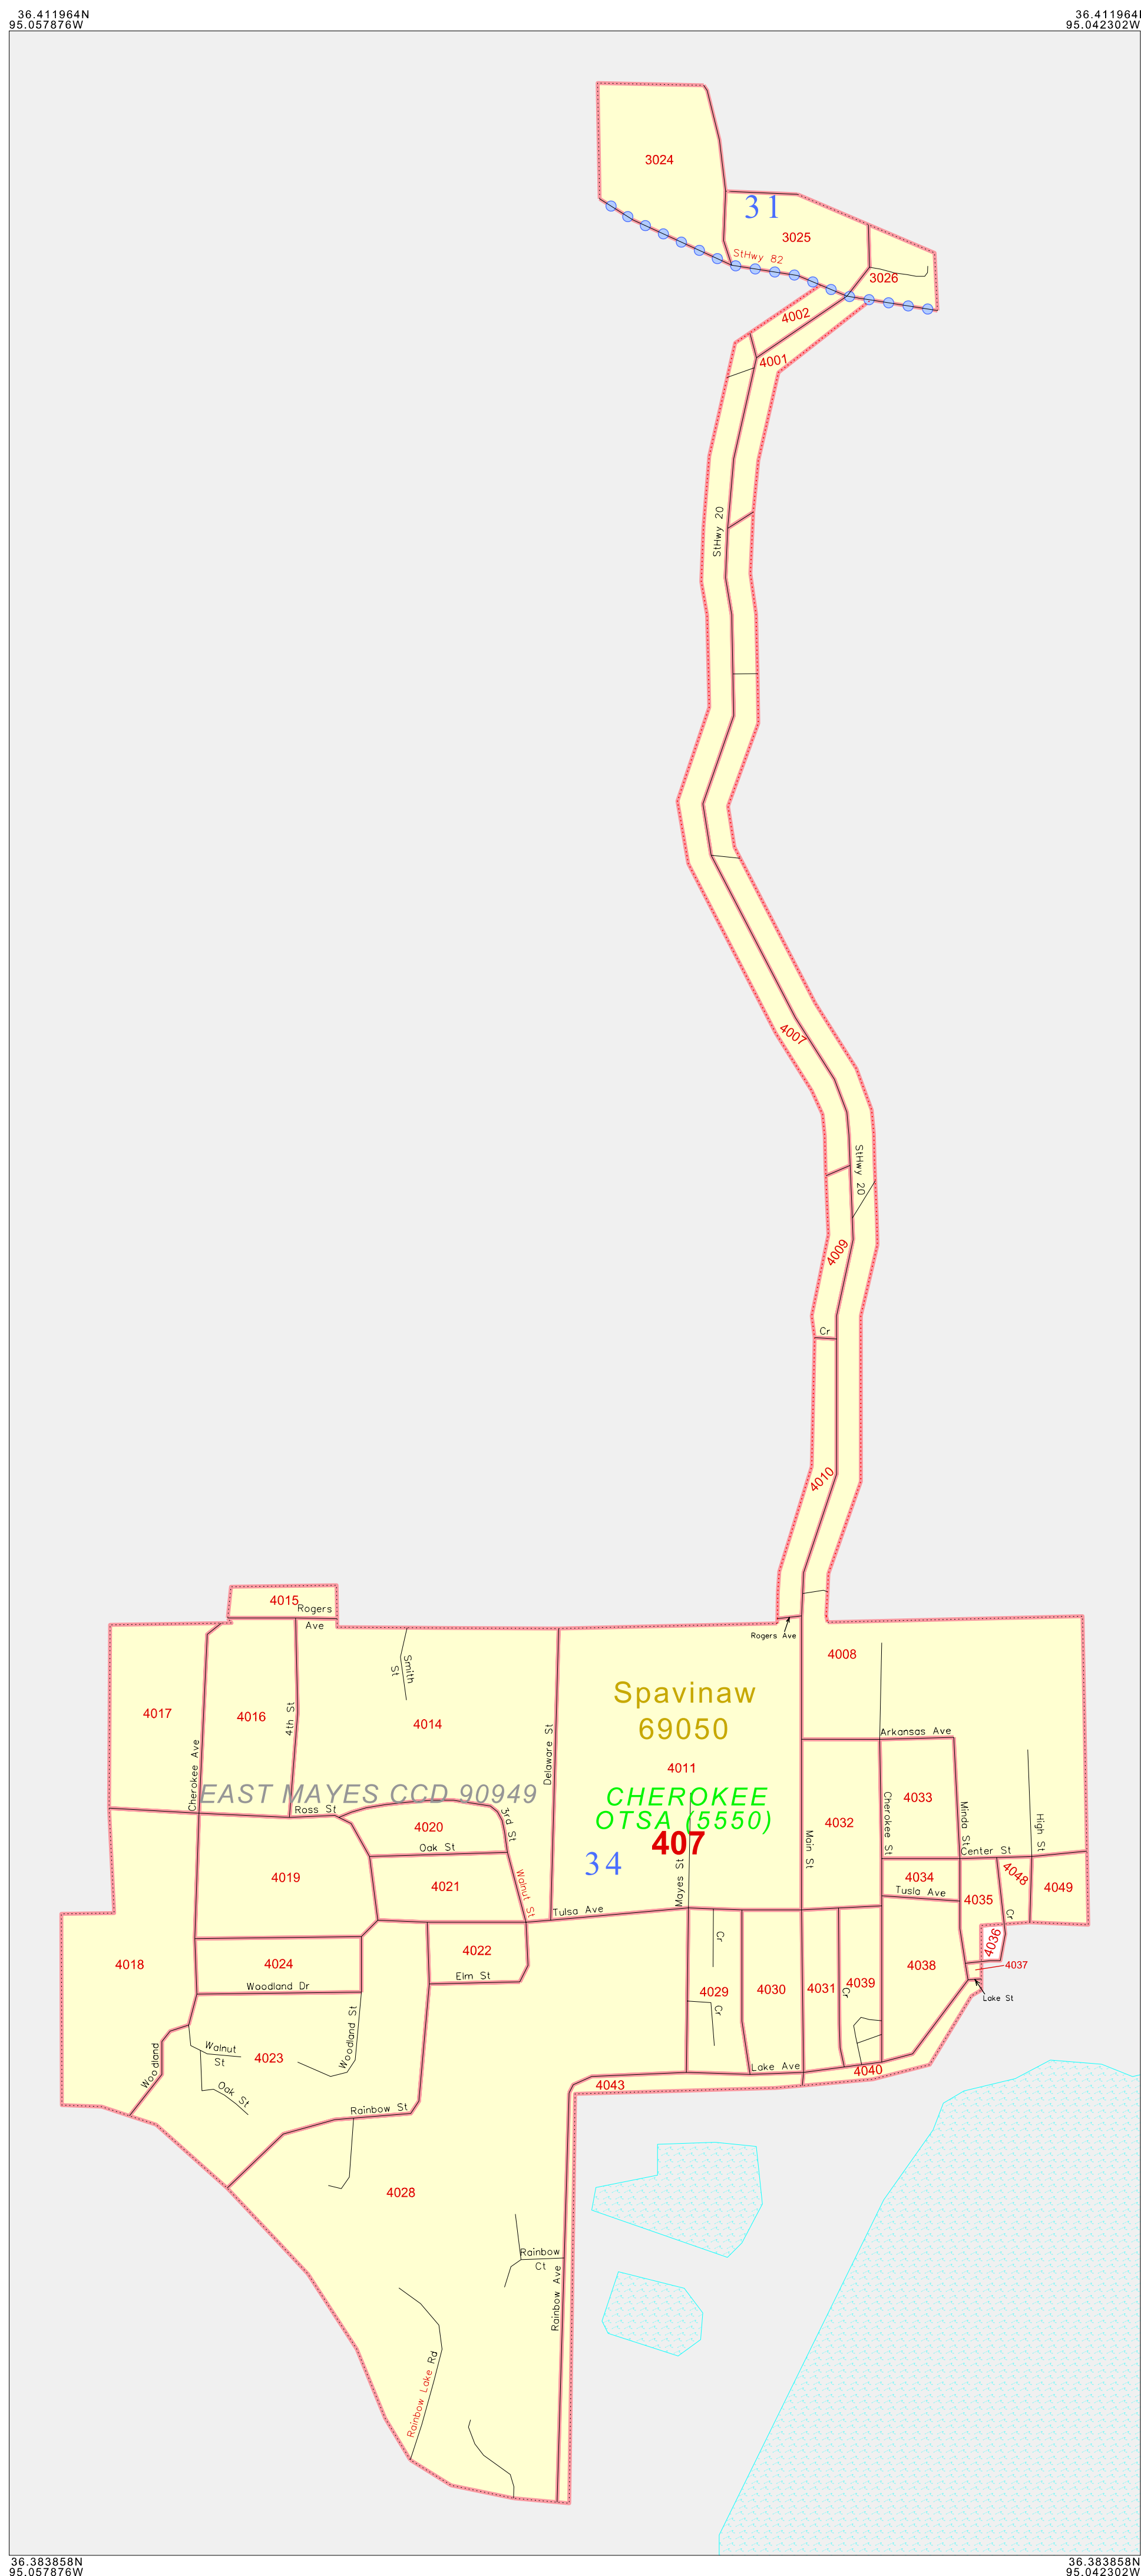 36.411964N
95.057876W
36.411964N
95.042302W
3024
31
3025
StHwy 82
3026
4002
4001
StHwy 20
4007
StHwy 20
4009
Cr
4010
4015
Rogers
Ave
Rogers Ave
Smith
St
4008
4017
4016
4th St
4014
Cherokee Ave
Delaware St
Spavinaw
69050
Arkansas Ave
4011
EAST MAYES CCD 90949
CHEROKEE
OTSA (5550)
407
34
Ross St
3rd St
4020
Oak St
4019
4021
Walnut St
Mayes St
Main St
4032
Cherokee St
4033
Minda St
High St
Center St
4034
Tusla Ave
4035
4048
4049
Cr
Tulsa Ave
4018
4024
Woodland Dr
4022
Elm St
Cr
4029
Cr
4030
4031
4039
Cr
4038
4036
4037
Lake St
Woodland
Walnut
St
4023
Oak St
Woodland St
Rainbow St
Lake Ave
4040
4043
4028
Rainbow
Ct
Rainbow Ave
Rainbow Lake Rd
36.383858N
95.057876W
36.383858N
95.042302W